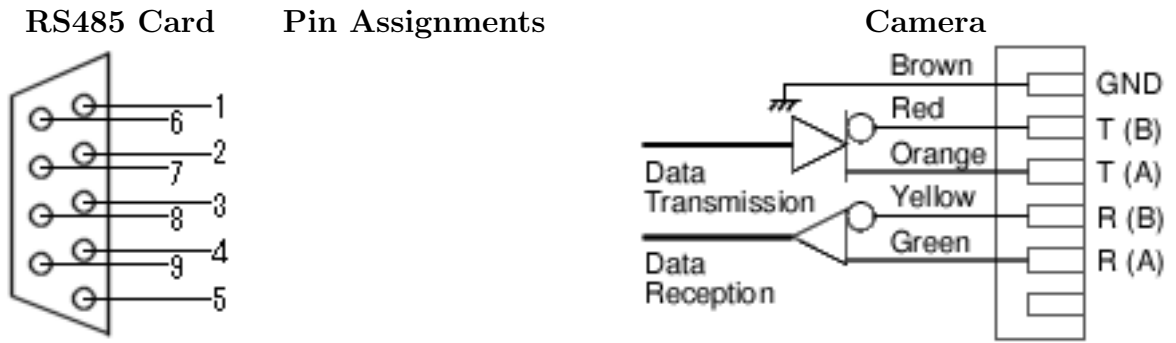 RS485 Card Pin Assignments Camera
1
6
2
7
3
8
4
9
5
Brown
GND
Red
T (B)
Orange
T (A)
Data
Transmission
Yellow
R (B)
Green
R (A)
Data
Reception